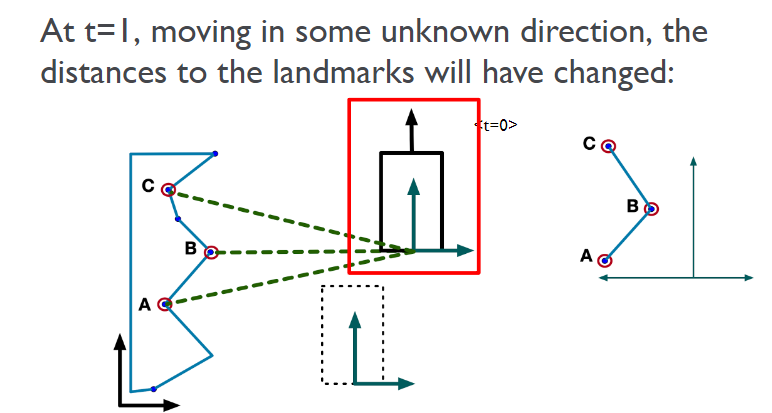 At t=1, moving in some unknown direction, the
distances to the landmarks will have changed:
<t=0>
C
B
A
C
B
A